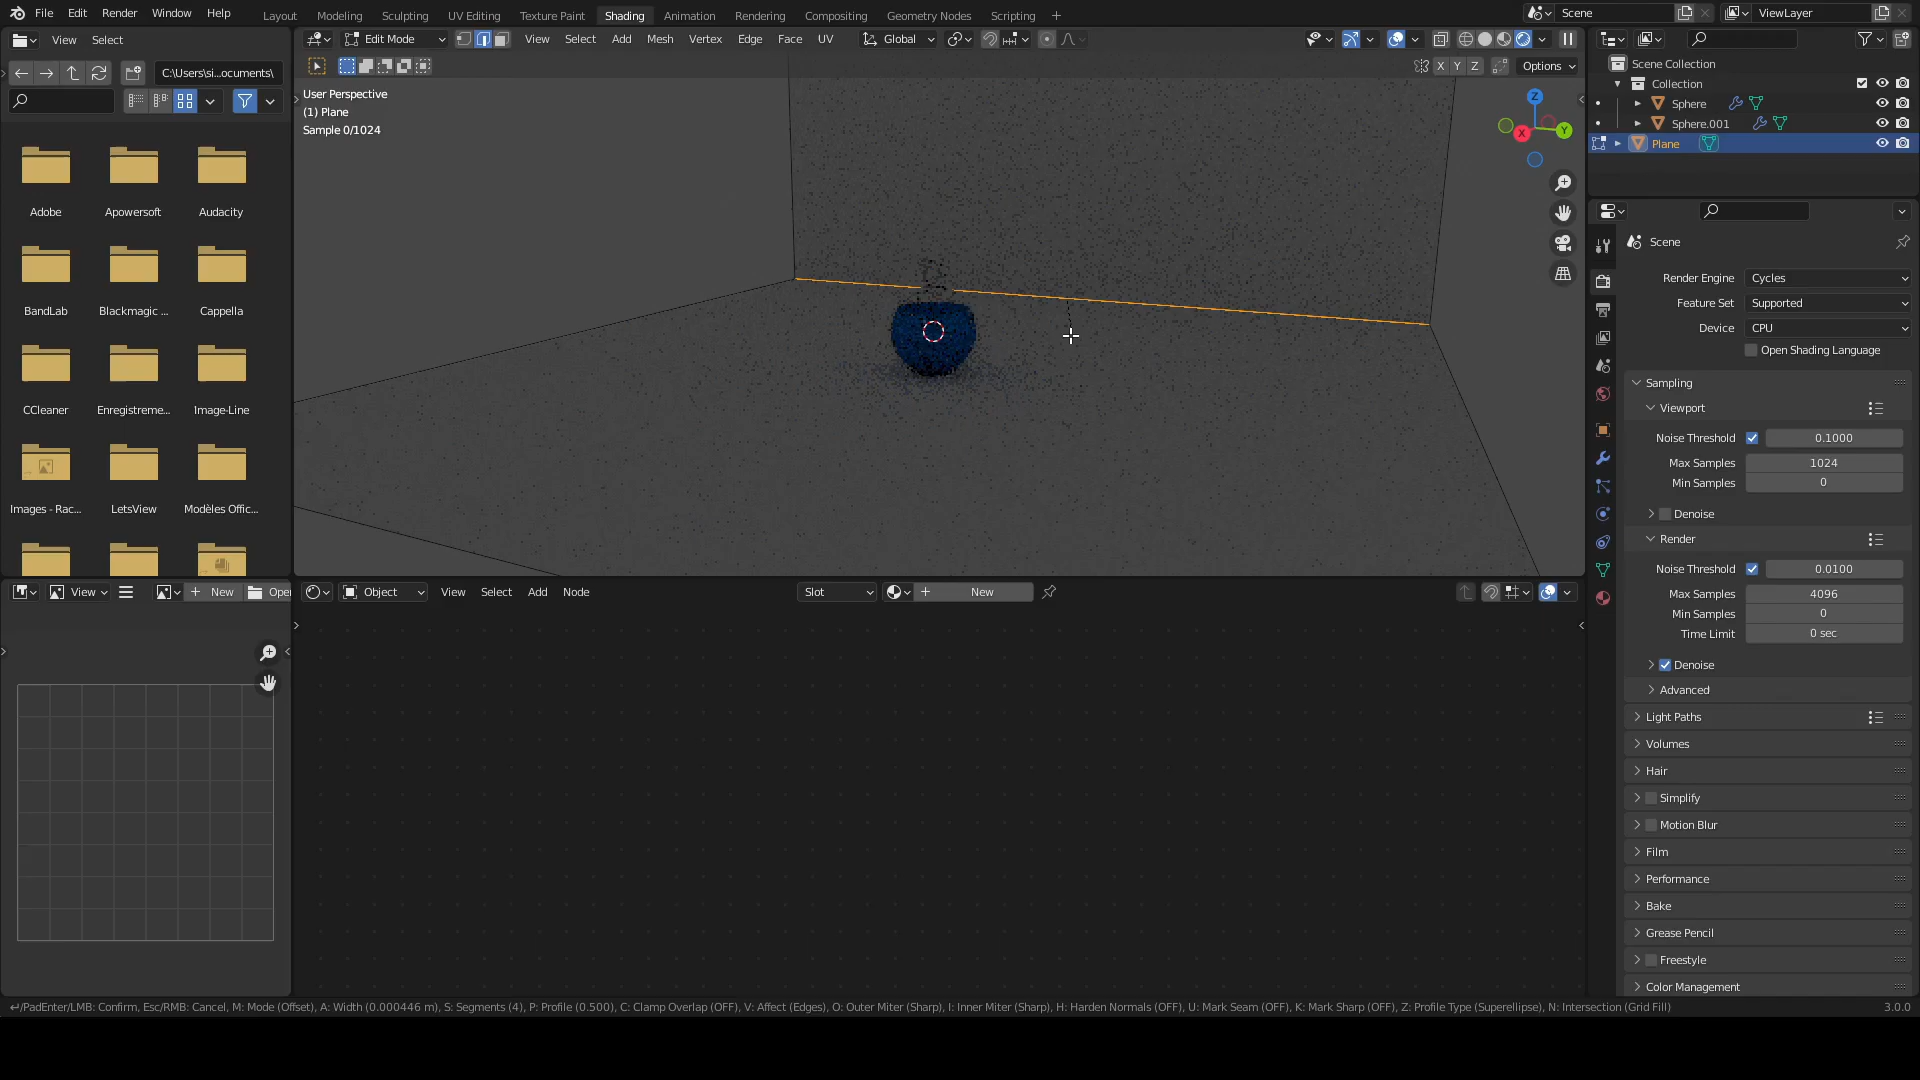 File Edit Render Window Help Layout Modeling Sculpting UV Editing Texture Paint Shading Animation Rendering Compositing Geometry Nodes Scripting + Scene ViewLayer
View Select
C:\Users\si...ocuments\
Adobe Apowersoft Audacity
BandLab Blackmagic ... Cappella
CCleaner Enregistreme... Image-Line
Images - Rac... LetsView Modèles Offic...
Edit Mode View Select Add Mesh Vertex Edge Face UV Global
X Y Z Options
User Perspective
(1) Plane
Sample 0/1024
Z
X Y
View New Open
Object View Select Add Node Slot New
Scene Collection
Collection
Sphere
Sphere.001
Plane
Scene
Render Engine Cycles
Feature Set Supported
Device CPU
Open Shading Language
Sampling
Viewport
Noise Threshold 0.1000
Max Samples 1024
Min Samples 0
Denoise
Render
Noise Threshold 0.0100
Max Samples 4096
Min Samples 0
Time Limit 0 sec
Denoise
Advanced
Light Paths
Volumes
Hair
Simplify
Motion Blur
Film
Performance
Bake
Grease Pencil
Freestyle
Color Management
↵/PadEnter/LMB: Confirm, Esc/RMB: Cancel, M: Mode (Offset), A: Width (0.000446 m), S: Segments (4), P: Profile (0.500), C: Clamp Overlap (OFF), V: Affect (Edges), O: Outer Miter (Sharp), I: Inner Miter (Sharp), H: Harden Normals (OFF), U: Mark Seam (OFF), K: Mark Sharp (OFF), Z: Profile Type (Superellipse), N: Intersection (Grid Fill) 3.0.0